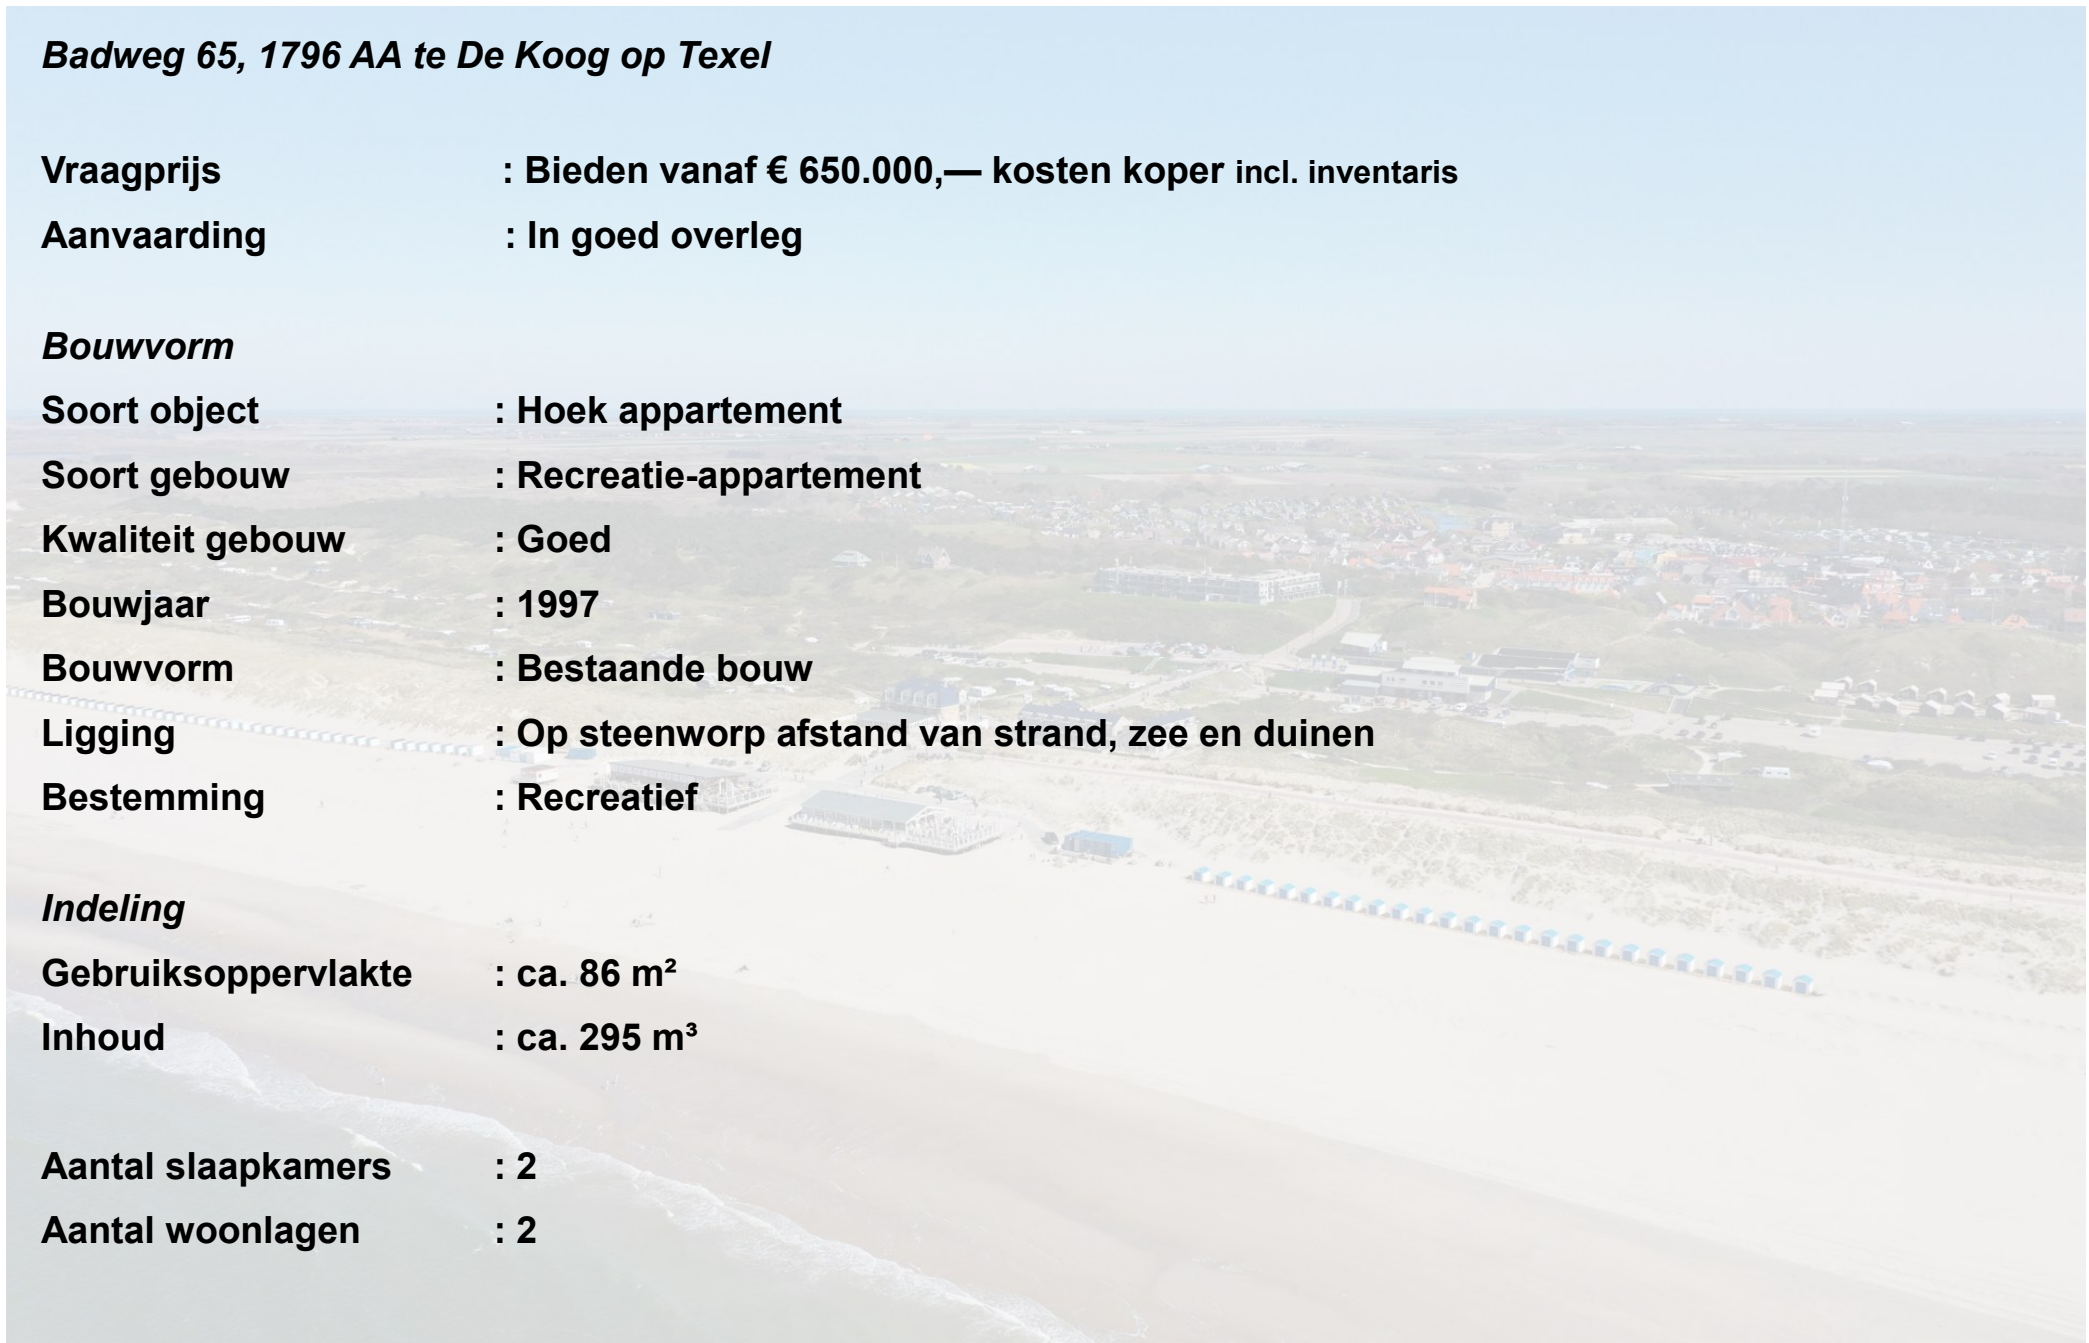 Badweg 65, 1796 AA te De Koog op Texel
Vraagprijs : Bieden vanaf € 650.000,— kosten koper incl. inventaris
Aanvaarding : In goed overleg
Bouwvorm
Soort object : Hoek appartement
Soort gebouw : Recreatie-appartement
Kwaliteit gebouw : Goed
Bouwjaar : 1997
Bouwvorm : Bestaande bouw
Ligging : Op steenworp afstand van strand, zee en duinen
Bestemming : Recreatief
Indeling
Gebruiksoppervlakte : ca. 86 m²
Inhoud : ca. 295 m³
Aantal slaapkamers : 2
Aantal woonlagen : 2